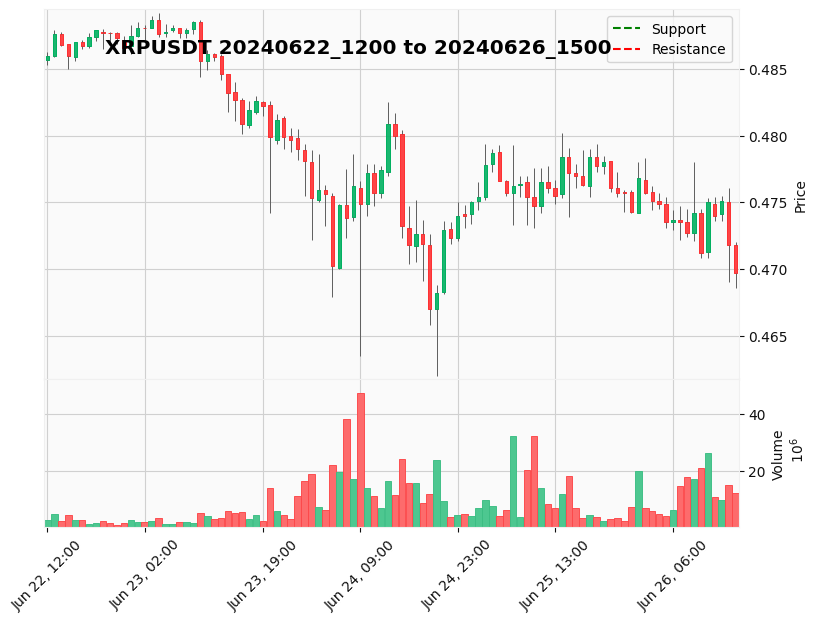 XRPUSDT 20240622_1200 to 20240626_1500
Support
Resistance
0.485
0.480
0.475
0.470
0.465
Price
40
20
Volume
10^6
Jun 22, 12:00
Jun 23, 02:00
Jun 23, 19:00
Jun 24, 09:00
Jun 24, 23:00
Jun 25, 13:00
Jun 26, 06:00